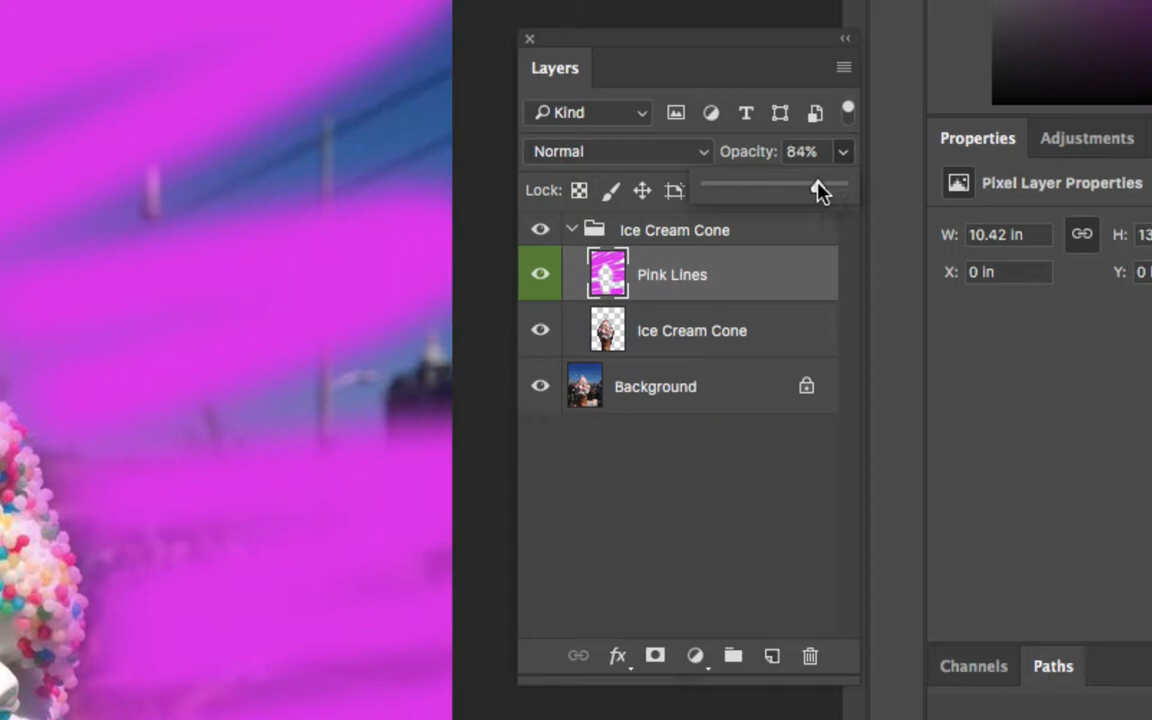 Layers
Kind
Normal Opacity: 84%
Lock:
Ice Cream Cone
Pink Lines
Ice Cream Cone
Background
fx
Properties Adjustments
Pixel Layer Properties
W: 10.42 in H: 13
X: 0 in Y: 0
Channels Paths